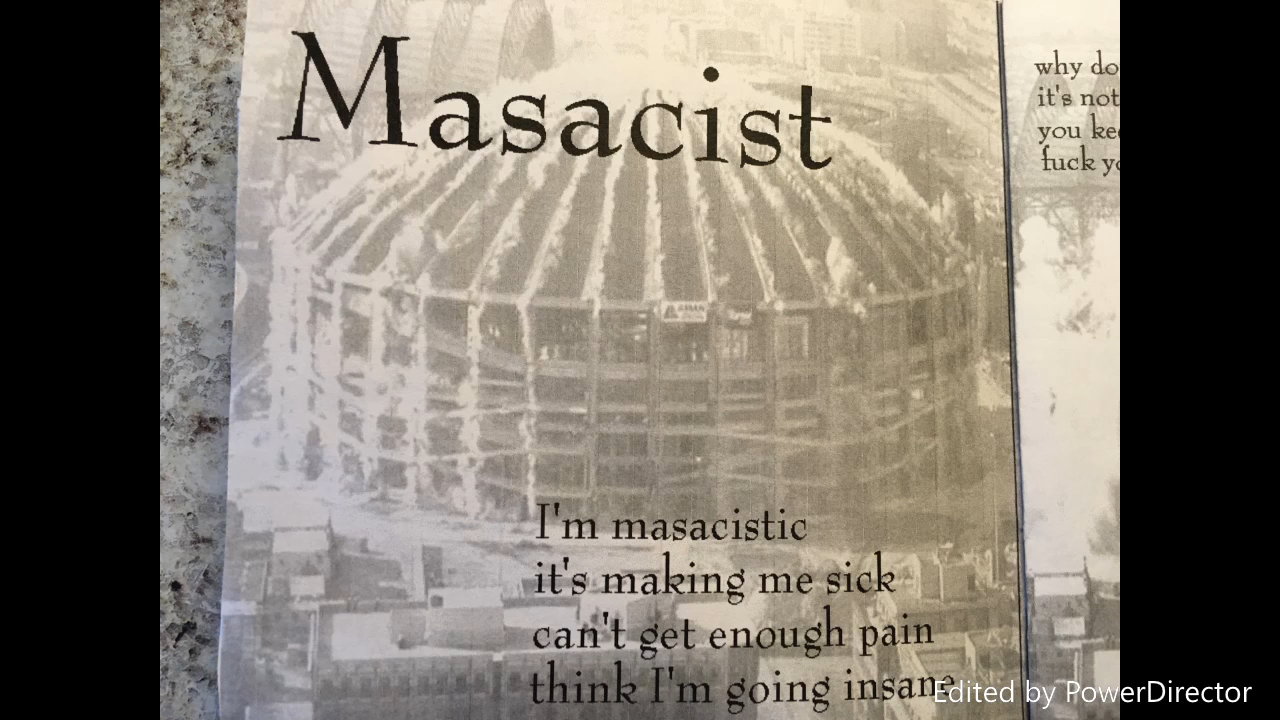 Masacist
I'm masacistic
it's making me sick
can't get enough pain
think I'm going insane
why do
it's not
you
fuck
Edited by PowerDirector